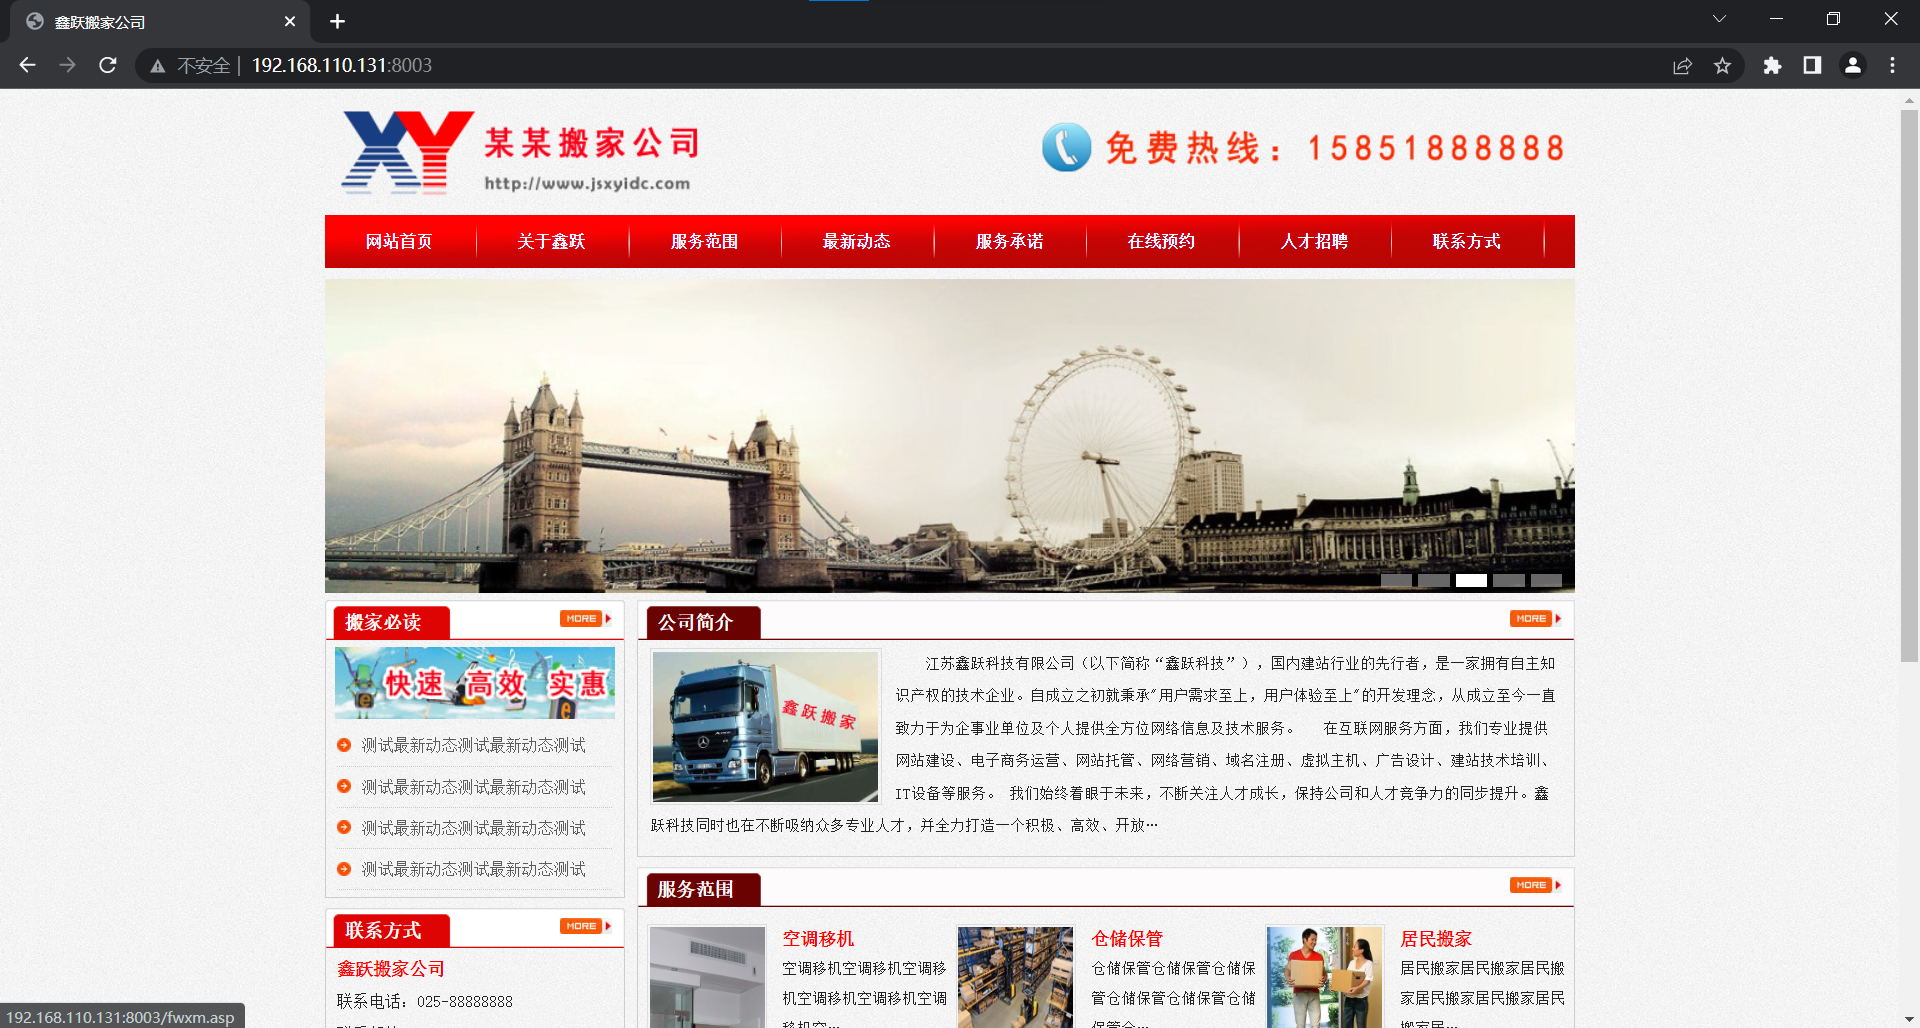 鑫跃搬家公司
不安全 | 192.168.110.131:8003
XY 某某搬家公司
http://www.jsxyidc.com
免费热线：15851888888
网站首页 关于鑫跃 服务范围 最新动态 服务承诺 在线预约 人才招聘 联系方式
搬家必读 MORE
快速 高效 实惠
测试最新动态测试最新动态测试
测试最新动态测试最新动态测试
测试最新动态测试最新动态测试
测试最新动态测试最新动态测试
联系方式 MORE
鑫跃搬家公司
联系电话：025-88888888
公司简介 MORE
鑫跃搬家
江苏鑫跃科技有限公司（以下简称“鑫跃科技”），国内建站行业的先行者，是一家拥有自主知
识产权的技术企业。自成立之初就秉承"用户需求至上，用户体验至上"的开发理念，从成立至今一直
致力于为企事业单位及个人提供全方位网络信息及技术服务。 在互联网服务方面，我们专业提供
网站建设、电子商务运营、网站托管、网络营销、域名注册、虚拟主机、广告设计、建站技术培训、
IT设备等服务。 我们始终着眼于未来，不断关注人才成长，保持公司和人才竞争力的同步提升。鑫
跃科技同时也在不断吸纳众多专业人才，并全力打造一个积极、高效、开放…
服务范围 MORE
空调移机
空调移机空调移机空调移
机空调移机空调移机空调
移机空…
仓储保管
仓储保管仓储保管仓储保
管仓储保管仓储保管仓储
保管仓…
居民搬家
居民搬家居民搬家居民搬
家居民搬家居民搬家居民
搬家居…
192.168.110.131:8003/fwxm.asp